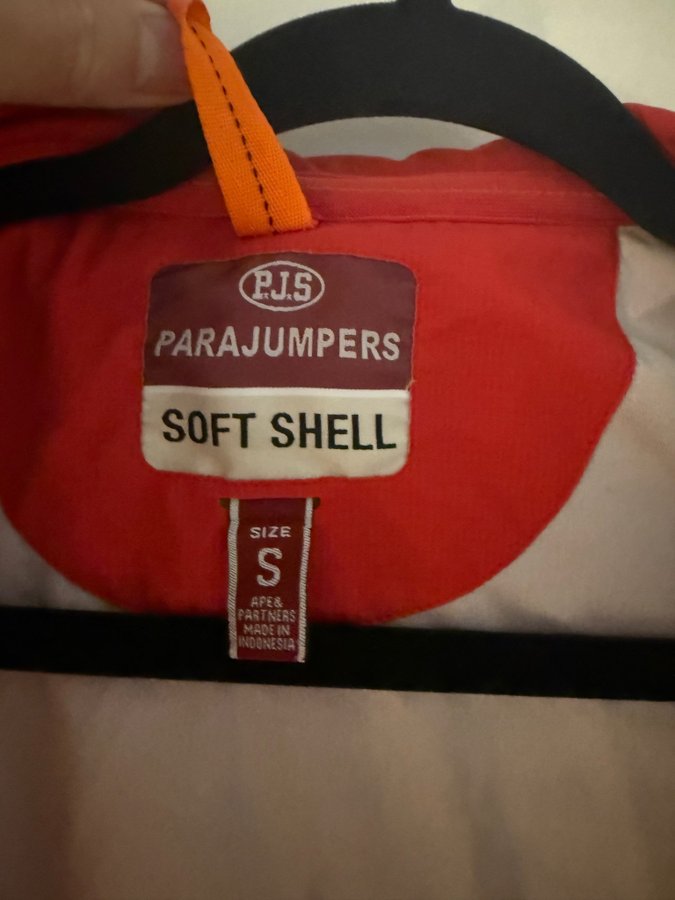 P.J.S
PARAJUMPERS
SOFT SHELL
SIZE
S
APE&
PARTNERS
MADE IN
INDONESIA